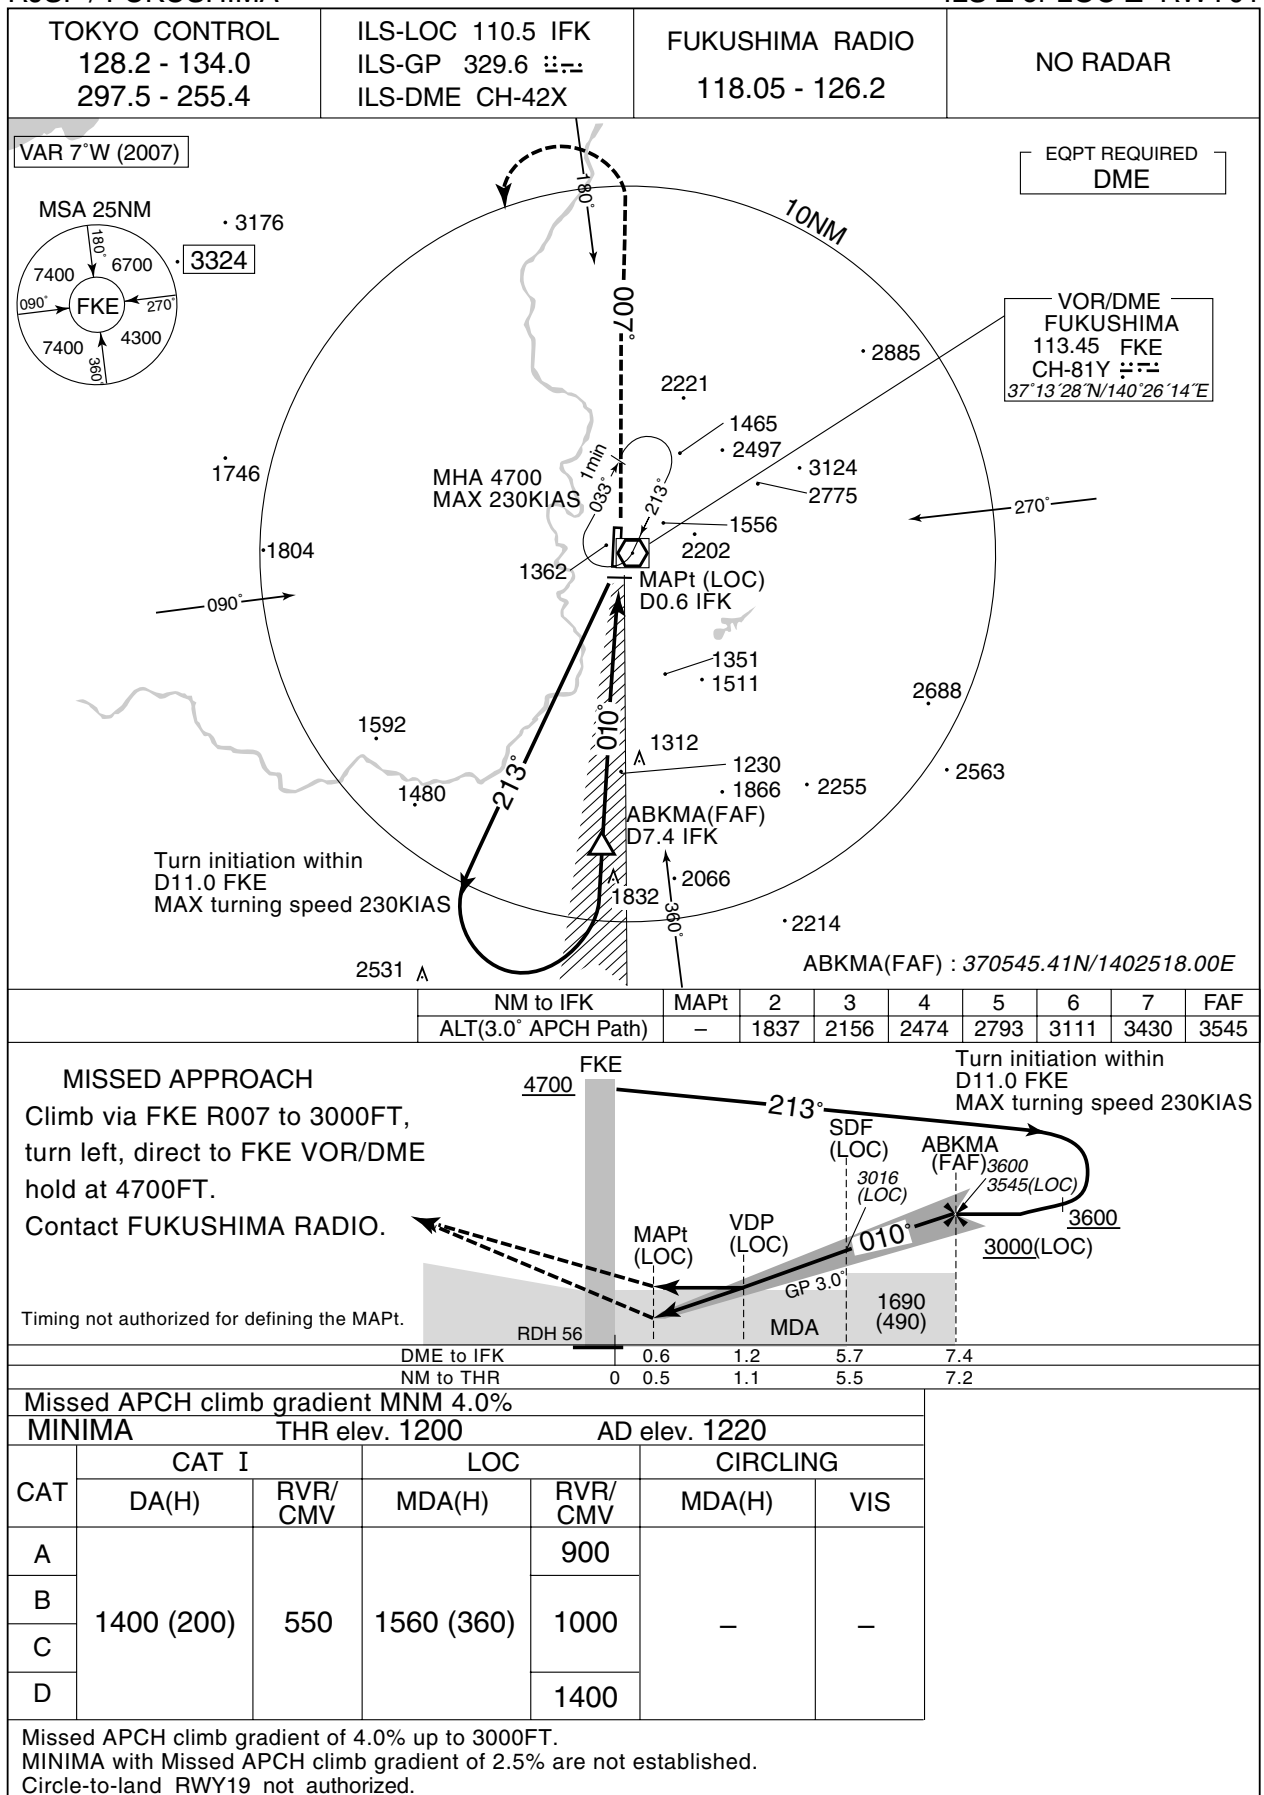 TOKYO CONTROL
128.2 - 134.0
297.5 - 255.4
ILS-LOC 110.5 IFK
ILS-GP 329.6
ILS-DME CH-42X
FUKUSHIMA RADIO
118.05 - 126.2
NO RADAR
VAR 7˚W (2007)
EQPT REQUIRED
DME
MSA 25NM
180˚
7400
6700
090˚
FKE
270˚
7400
4300
360˚
3176
3324
180˚
10NM
007˚
VOR/DME
FUKUSHIMA
113.45 FKE
CH-81Y
37˚13´28˝N/140˚26´14˝E
2885
2221
1465
2497
3124
2775
1746
MHA 4700
MAX 230KIAS
1min
033˚
213˚
270˚
1556
2202
1804
1362
MAPt (LOC)
D0.6 IFK
090˚
1351
1511
2688
1592
010˚
1312
213˚
1230
2563
1480
1866
2255
ABKMA(FAF)
D7.4 IFK
Turn initiation within
D11.0 FKE
MAX turning speed 230KIAS
2066
1832
360˚
2214
2531
ABKMA(FAF) : 370545.41N/1402518.00E
NM to IFK MAPt 2 3 4 5 6 7 FAF
ALT(3.0˚ APCH Path) – 1837 2156 2474 2793 3111 3430 3545
MISSED APPROACH
Climb via FKE R007 to 3000FT,
turn left, direct to FKE VOR/DME
hold at 4700FT.
Contact FUKUSHIMA RADIO.
Timing not authorized for defining the MAPt.
FKE
4700
213˚
Turn initiation within
D11.0 FKE
MAX turning speed 230KIAS
SDF
(LOC)
3016
(LOC)
ABKMA
(FAF)
3600
3545(LOC)
3600
3000(LOC)
010˚
MAPt
(LOC)
VDP
(LOC)
GP 3.0˚
1690
(490)
MDA
RDH 56
DME to IFK 0.6 1.2 5.7 7.4
NM to THR 0 0.5 1.1 5.5 7.2
Missed APCH climb gradient MNM 4.0%
MINIMA THR elev. 1200 AD elev. 1220
CAT
CAT I LOC CIRCLING
DA(H) RVR/CMV MDA(H) RVR/CMV MDA(H) VIS
A 900
B
1400 (200) 550 1560 (360) 1000 – –
C
D 1400
Missed APCH climb gradient of 4.0% up to 3000FT.
MINIMA with Missed APCH climb gradient of 2.5% are not established.
Circle-to-land RWY19 not authorized.